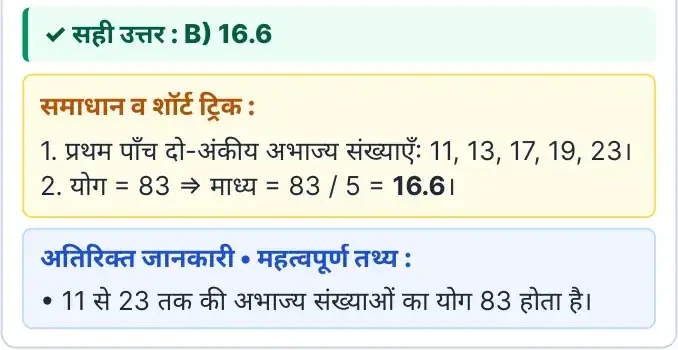 ✓ सही उत्तर : B) 16.6
समाधान व शॉर्ट ट्रिक :
1. प्रथम पाँच दो-अंकीय अभाज्य संख्याएँः 11, 13, 17, 19, 23।
2. योग = 83 ⇒ माध्य = 83 / 5 = 16.6।
अतिरिक्त जानकारी • महत्वपूर्ण तथ्य :
• 11 से 23 तक की अभाज्य संख्याओं का योग 83 होता है।